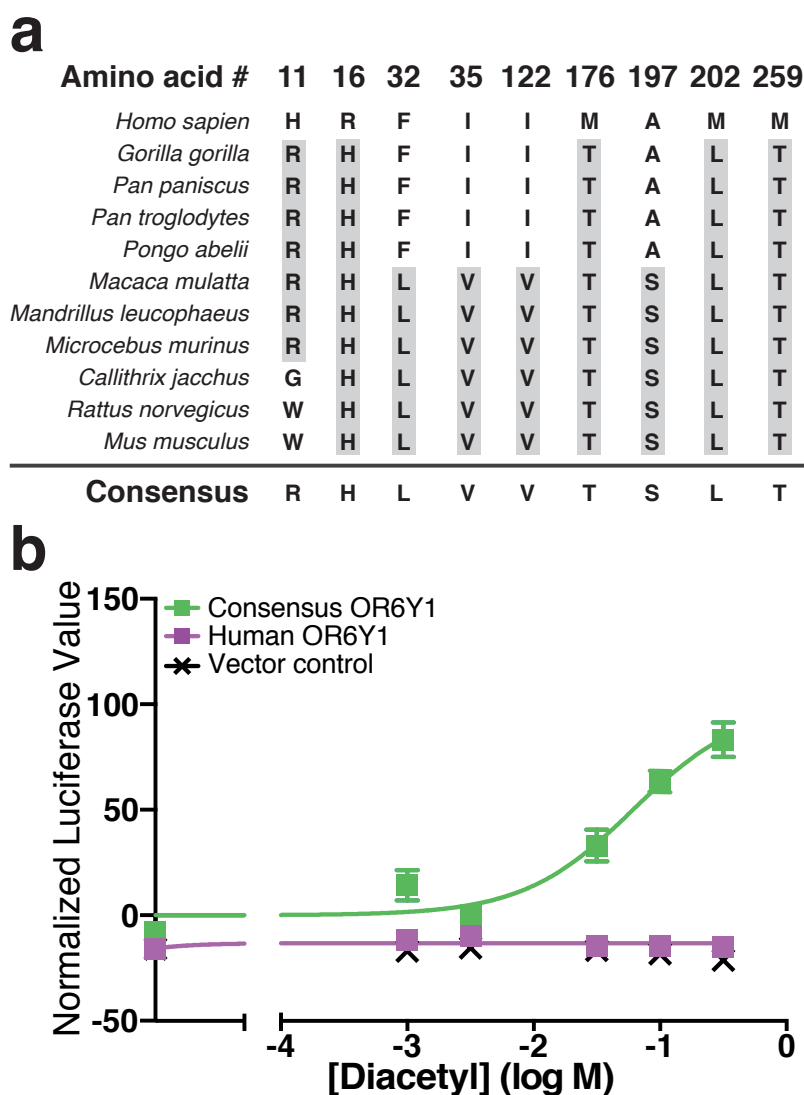 a
Amino acid # 11 16 32 35 122 176 197 202 259
Homo sapien H R F I I M A M M
Gorilla gorilla R H F I I T A L T
Pan paniscus R H F I I T A L T
Pan troglodytes R H F I I T A L T
Pongo abelii R H F I I T A L T
Macaca mulatta R H L V V T S L T
Mandrillus leucophaeus R H L V V T S L T
Microcebus murinus R H L V V T S L T
Callithrix jacchus G H L V V T S L T
Rattus norvegicus W H L V V T S L T
Mus musculus W H L V V T S L T
Consensus R H L V V T S L T
b
Normalized Luciferase Value
150
100
50
0
-50
Consensus OR6Y1
Human OR6Y1
Vector control
-4 -3 -2 -1 0
[Diacetyl] (log M)